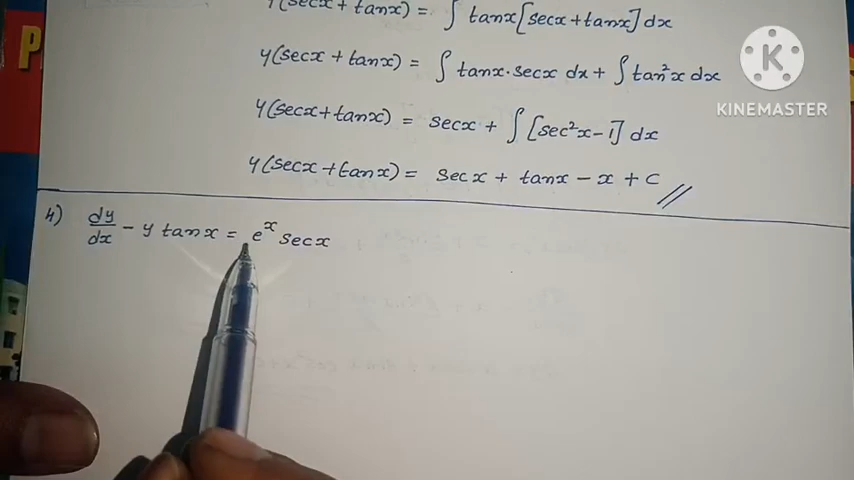 y(secx + tanx) = ∫ tanx[secx+tanx] dx
y(secx + tanx) = ∫ tanx·secx dx + ∫ tan²x dx
y(secx+tanx) = secx + ∫ [sec²x-1] dx
y(secx+tanx) = secx + tanx - x + c //
4) dy/dx - y tanx = e^x secx
K
KINEMASTER
P